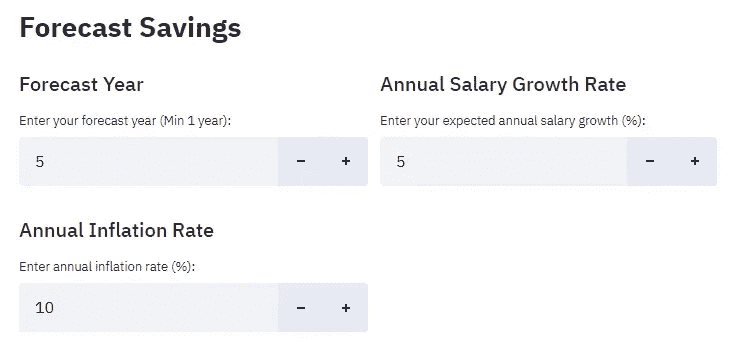 Forecast Savings
Forecast Year
Enter your forecast year (Min 1 year):
5
− +
Annual Salary Growth Rate
Enter your expected annual salary growth (%):
5
− +
Annual Inflation Rate
Enter annual inflation rate (%):
10
− +